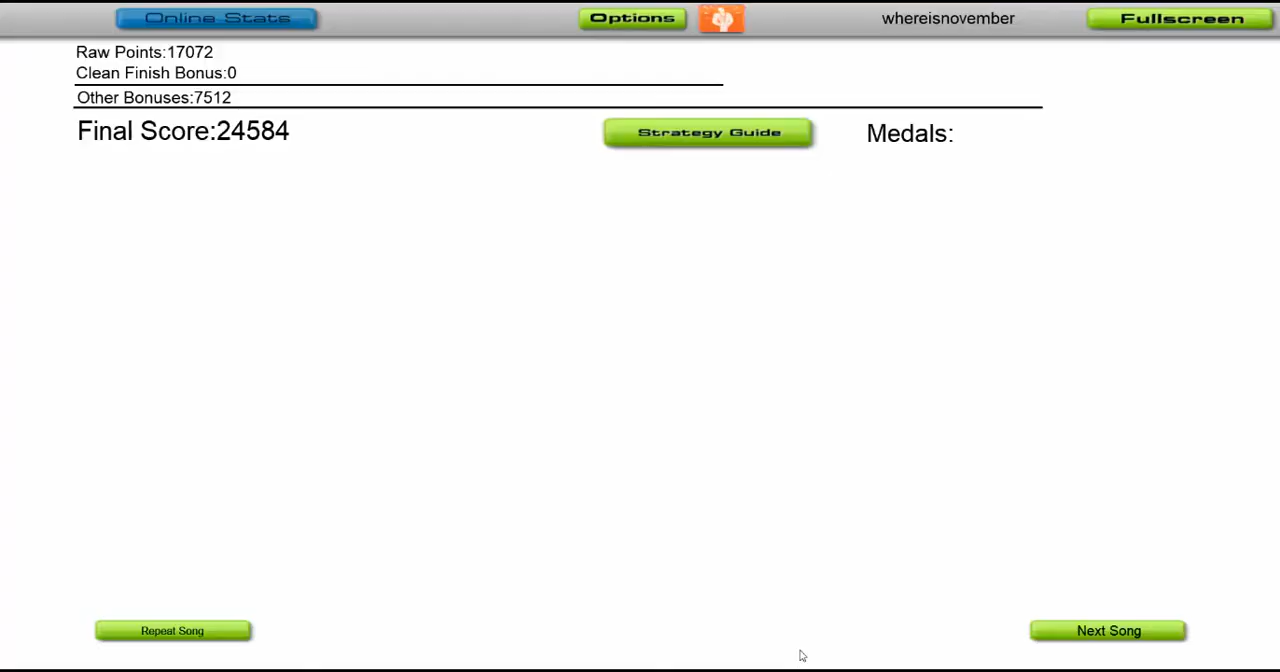 Online Stats
Options
whereisnovember
Fullscreen
Raw Points:17072
Clean Finish Bonus:0
Other Bonuses:7512
Final Score:24584
Strategy Guide
Medals:
Repeat Song
Next Song